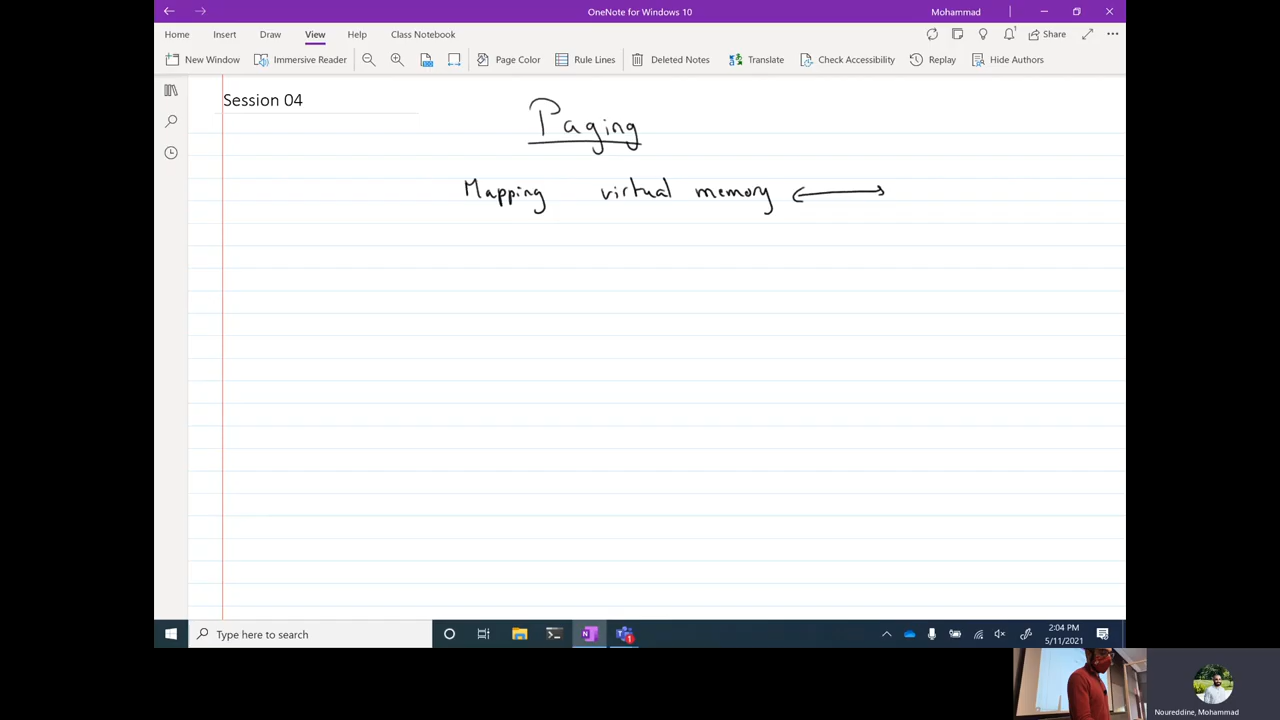 OneNote for Windows 10
Mohammad
Home Insert Draw View Help Class Notebook
Share
New Window Immersive Reader Page Color Rule Lines Deleted Notes Translate Check Accessibility Replay Hide Authors
Session 04
Paging
Mapping virtual memory
Type here to search
2:04 PM
5/11/2021
Noureddine, Mohammad